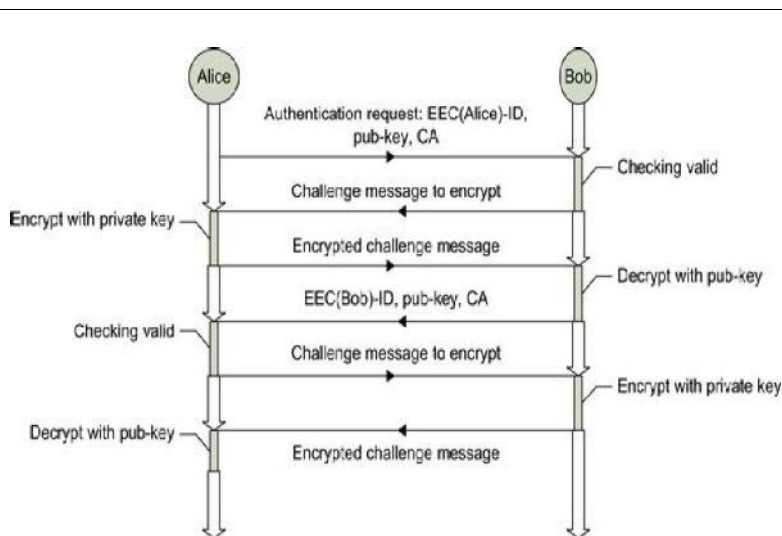 Alice
Bob
Authentication request: EEC(Alice)-ID,
pub-key, CA
Checking valid
Challenge message to encrypt
Encrypt with private key
Encrypted challenge message
Decrypt with pub-key
EEC(Bob)-ID, pub-key, CA
Checking valid
Challenge message to encrypt
Encrypt with private key
Decrypt with pub-key
Encrypted challenge message